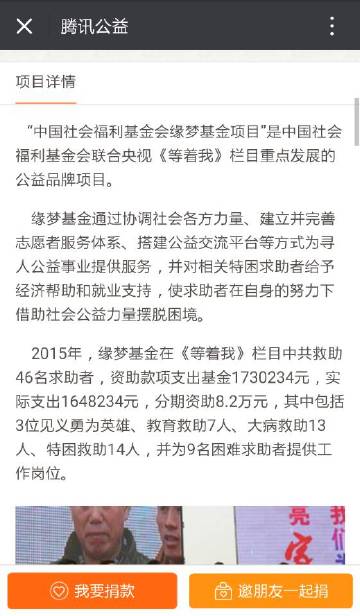 腾讯公益
项目详情
“中国社会福利基金会缘梦基金项目”是中国社会
福利基金会联合央视《等着我》栏目重点发展的
公益品牌项目。
缘梦基金通过协调社会各方力量、建立并完善
志愿者服务体系、搭建公益交流平台等方式为寻
人公益事业提供服务，并对相关特困求助者给予
经济帮助和就业支持，使求助者在自身的努力下
借助社会公益力量摆脱困境。
2015年，缘梦基金在《等着我》栏目中共救助
46名求助者，资助款项支出基金1730234元，实
际支出1648234元，分期资助8.2万元，其中包括
3位见义勇为英雄、教育救助7人、大病救助13
人、特困救助14人，并为9名困难求助者提供工
作岗位。
亮
我们
我要捐款
邀朋友一起捐